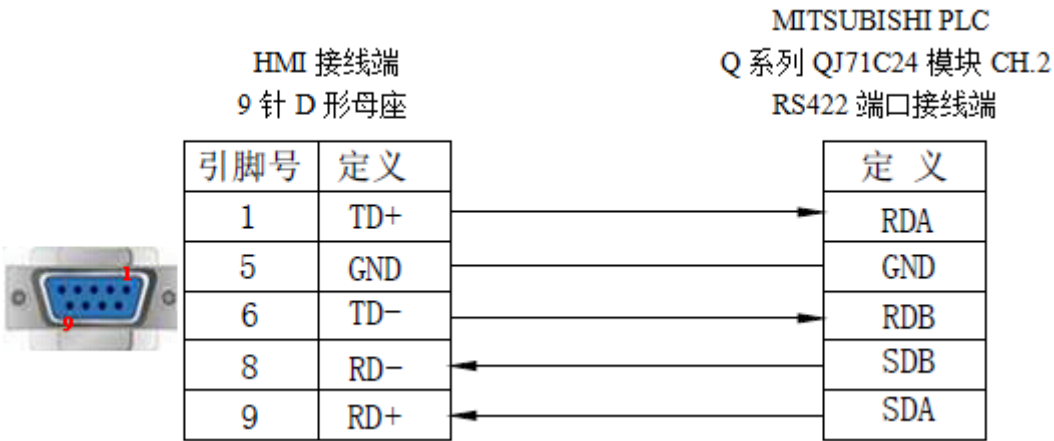 MITSUBISHI PLC
HMI 接线端
Q 系列 QJ71C24 模块 CH.2
9 针 D 形母座
RS422 端口接线端
引脚号 定义
定 义
1 TD+
RDA
5 GND
GND
6 TD-
RDB
8 RD-
SDB
9 RD+
SDA
1
9